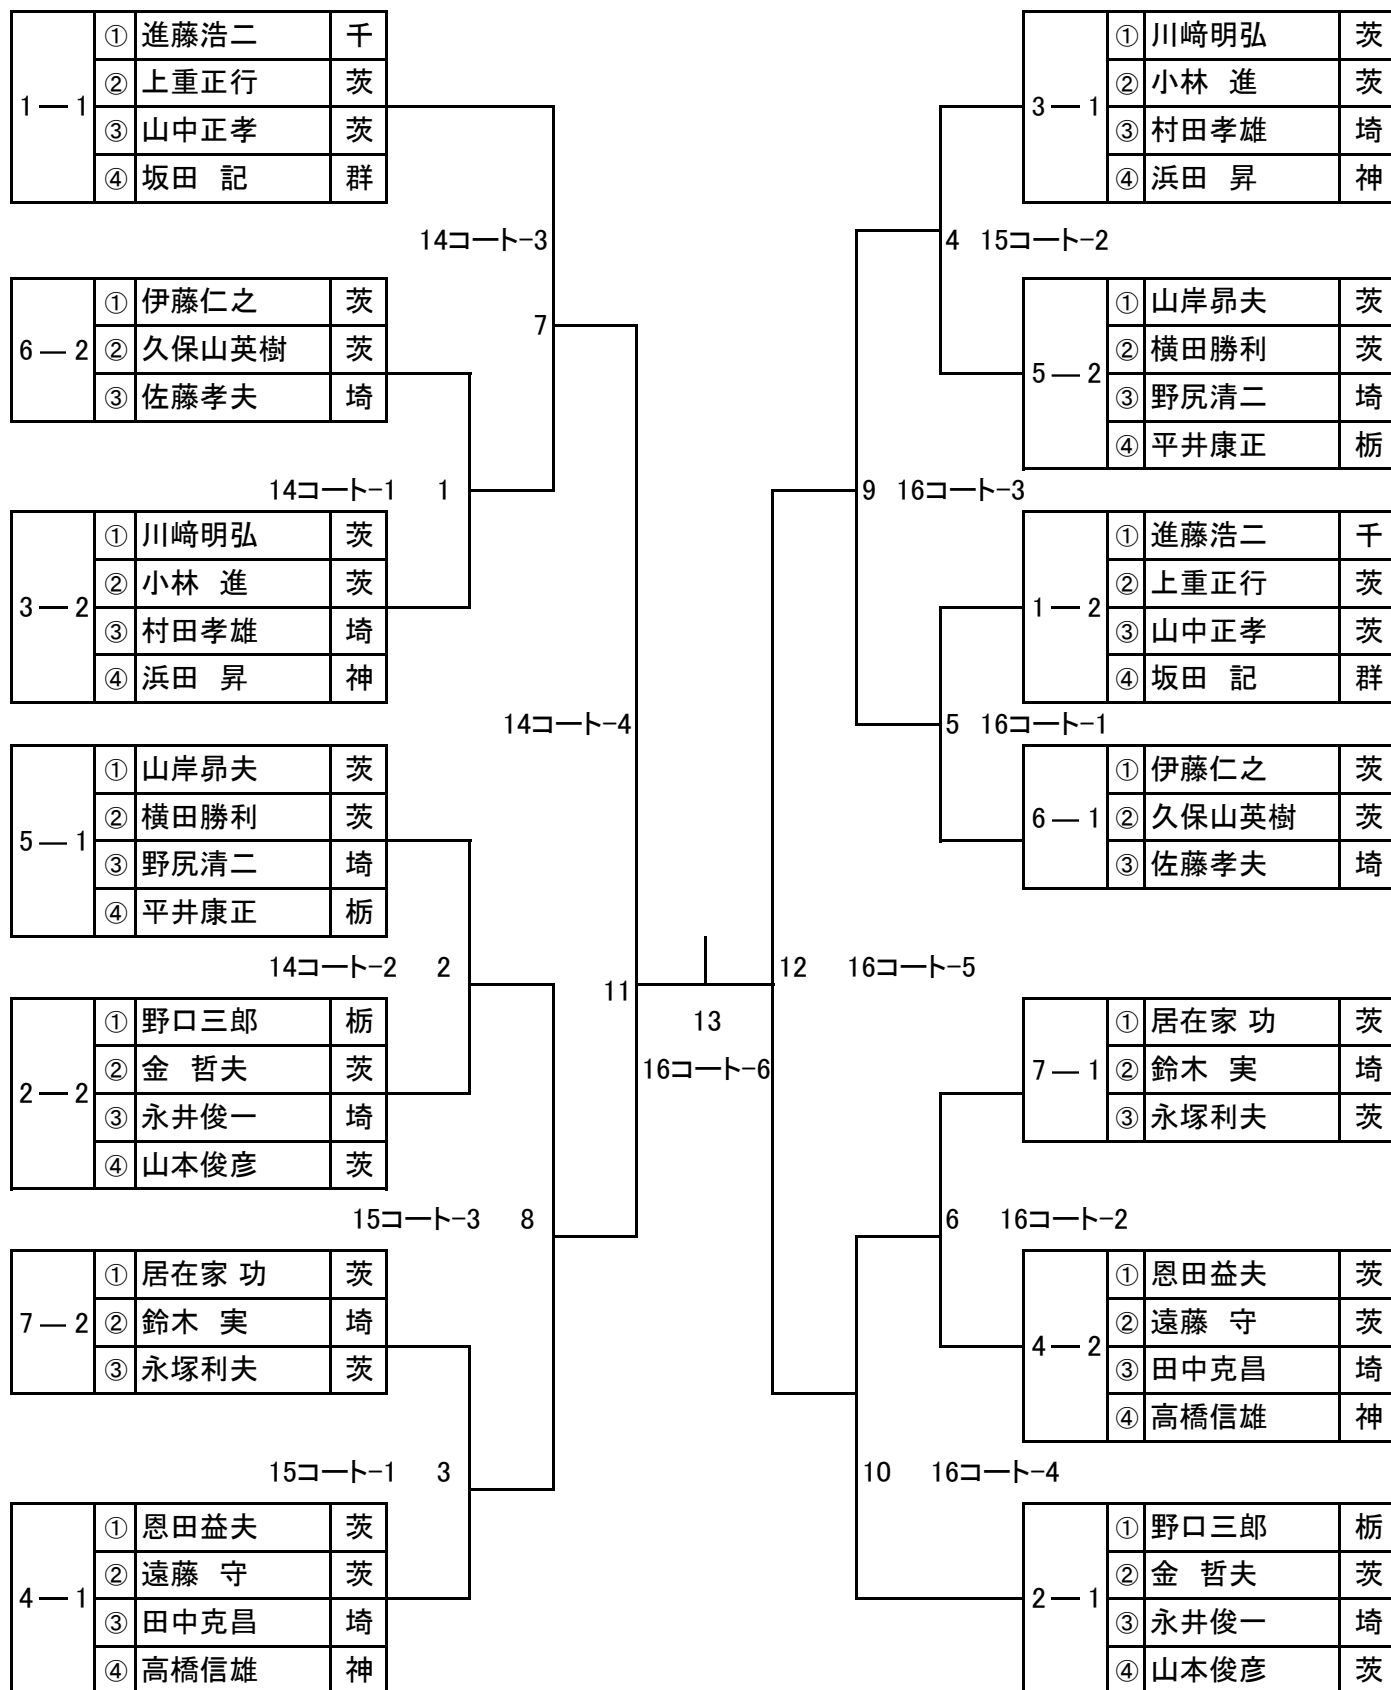 1 ― 1
① 進藤浩二 千
② 上重正行 茨
③ 山中正孝 茨
④ 坂田 記 群
14コート-3
7
6 ― 2
① 伊藤仁之 茨
② 久保山英樹 茨
③ 佐藤孝夫 埼
14コート-1 1
3 ― 2
① 川﨑明弘 茨
② 小林 進 茨
③ 村田孝雄 埼
④ 浜田 昇 神
14コート-4
5 ― 1
① 山岸昴夫 茨
② 横田勝利 茨
③ 野尻清二 埼
④ 平井康正 栃
14コート-2 2
11
2 ― 2
① 野口三郎 栃
② 金 哲夫 茨
③ 永井俊一 埼
④ 山本俊彦 茨
15コート-3 8
7 ― 2
① 居在家 功 茨
② 鈴木 実 埼
③ 永塚利夫 茨
15コート-1 3
4 ― 1
① 恩田益夫 茨
② 遠藤 守 茨
③ 田中克昌 埼
④ 高橋信雄 神
13
16コート-6
3 ― 1
① 川﨑明弘 茨
② 小林 進 茨
③ 村田孝雄 埼
④ 浜田 昇 神
4 15コート-2
5 ― 2
① 山岸昴夫 茨
② 横田勝利 茨
③ 野尻清二 埼
④ 平井康正 栃
9 16コート-3
1 ― 2
① 進藤浩二 千
② 上重正行 茨
③ 山中正孝 茨
④ 坂田 記 群
5 16コート-1
6 ― 1
① 伊藤仁之 茨
② 久保山英樹 茨
③ 佐藤孝夫 埼
12 16コート-5
7 ― 1
① 居在家 功 茨
② 鈴木 実 埼
③ 永塚利夫 茨
6 16コート-2
4 ― 2
① 恩田益夫 茨
② 遠藤 守 茨
③ 田中克昌 埼
④ 高橋信雄 神
10 16コート-4
2 ― 1
① 野口三郎 栃
② 金 哲夫 茨
③ 永井俊一 埼
④ 山本俊彦 茨